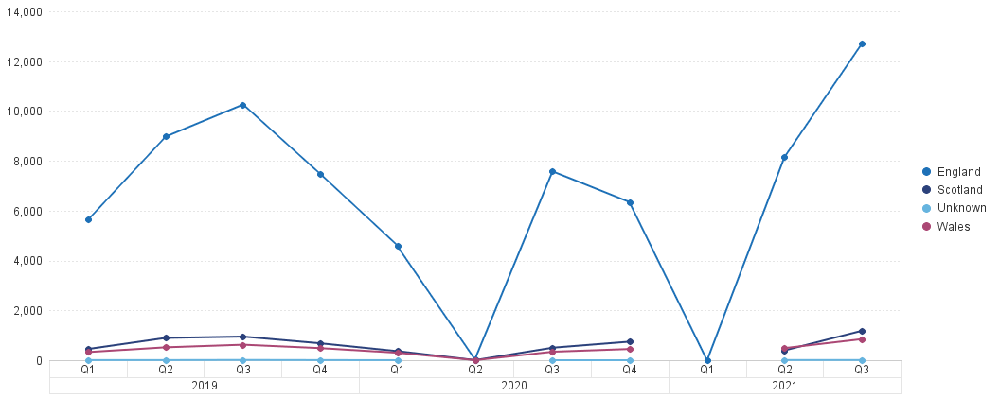 14,000
12,000
10,000
8,000
6,000
4,000
2,000
0
England
Scotland
Unknown
Wales
Q1 Q2 Q3 Q4 Q1 Q2 Q3 Q4 Q1 Q2 Q3
2019 2020 2021